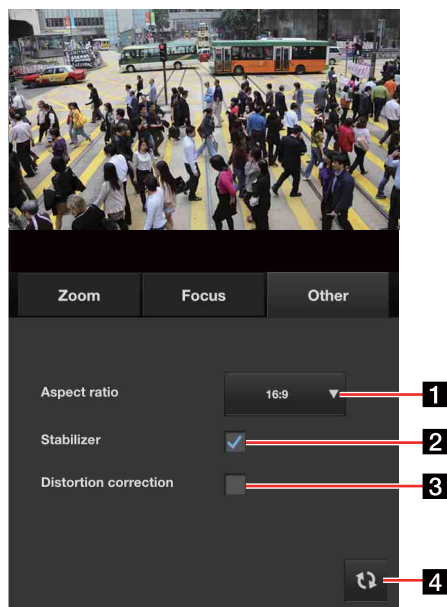 Zoom Focus Other
Aspect ratio 16:9 1
Stabilizer 2
Distortion correction 3
4